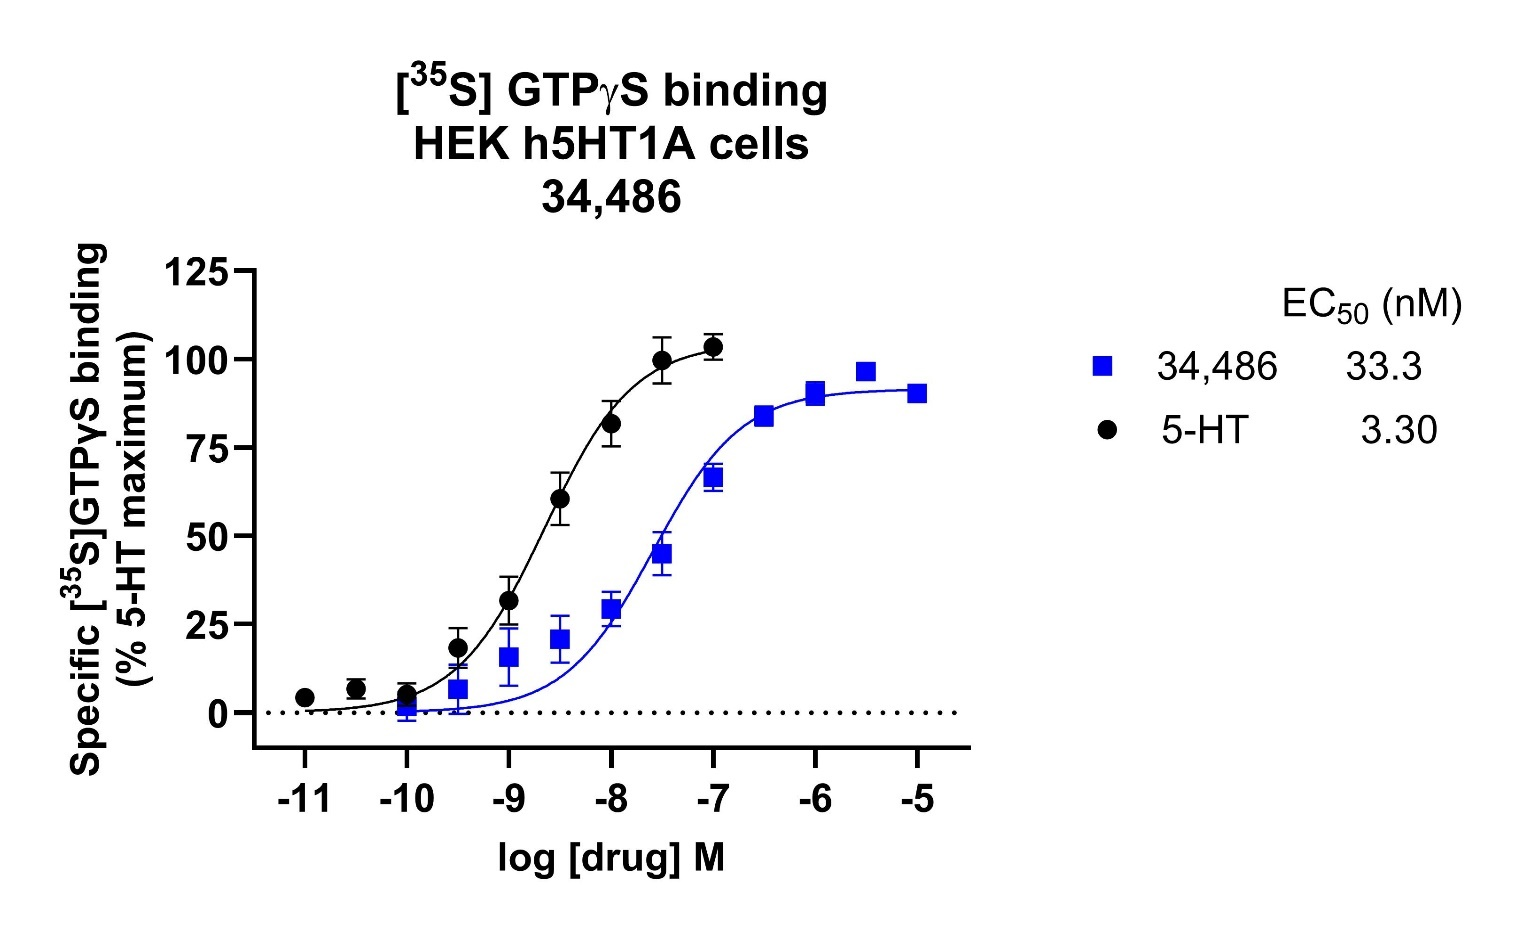 [³⁵S] GTPγS binding
HEK h5HT1A cells
34,486
Specific [³⁵S]GTPγS binding
(% 5-HT maximum)
125
100
75
50
25
0
-11 -10 -9 -8 -7 -6 -5
log [drug] M
EC₅₀ (nM)
34,486 33.3
5-HT 3.30